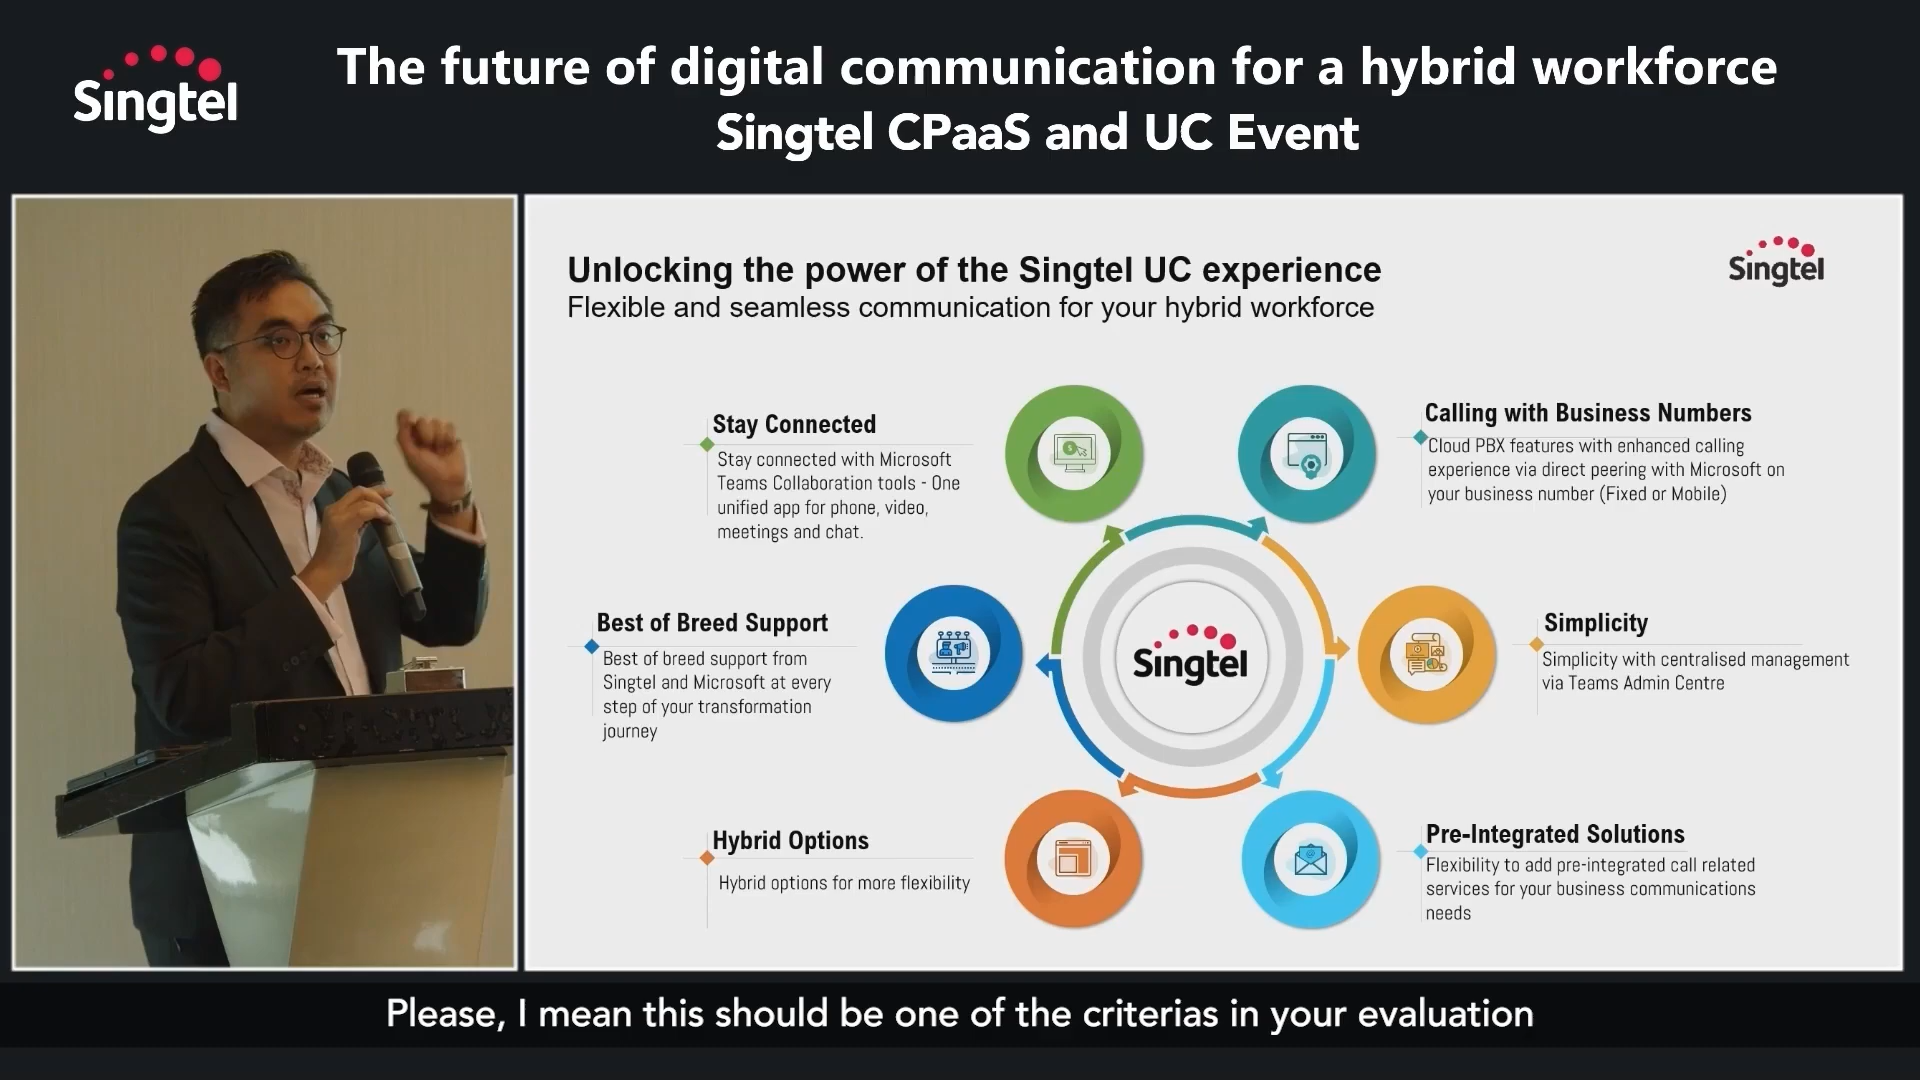 Singtel
The future of digital communication for a hybrid workforce
Singtel CPaaS and UC Event
Unlocking the power of the Singtel UC experience
Flexible and seamless communication for your hybrid workforce
Singtel
Stay Connected
Stay connected with Microsoft
Teams Collaboration tools - One
unified app for phone, video,
meetings and chat.
Calling with Business Numbers
Cloud PBX features with enhanced calling
experience via direct peering with Microsoft on
your business number (Fixed or Mobile)
Best of Breed Support
Best of breed support from
Singtel and Microsoft at every
step of your transformation
journey
Singtel
Simplicity
Simplicity with centralised management
via Teams Admin Centre
Hybrid Options
Hybrid options for more flexibility
Pre-Integrated Solutions
Flexibility to add pre-integrated call related
services for your business communications
needs
Please, I mean this should be one of the criterias in your evaluation